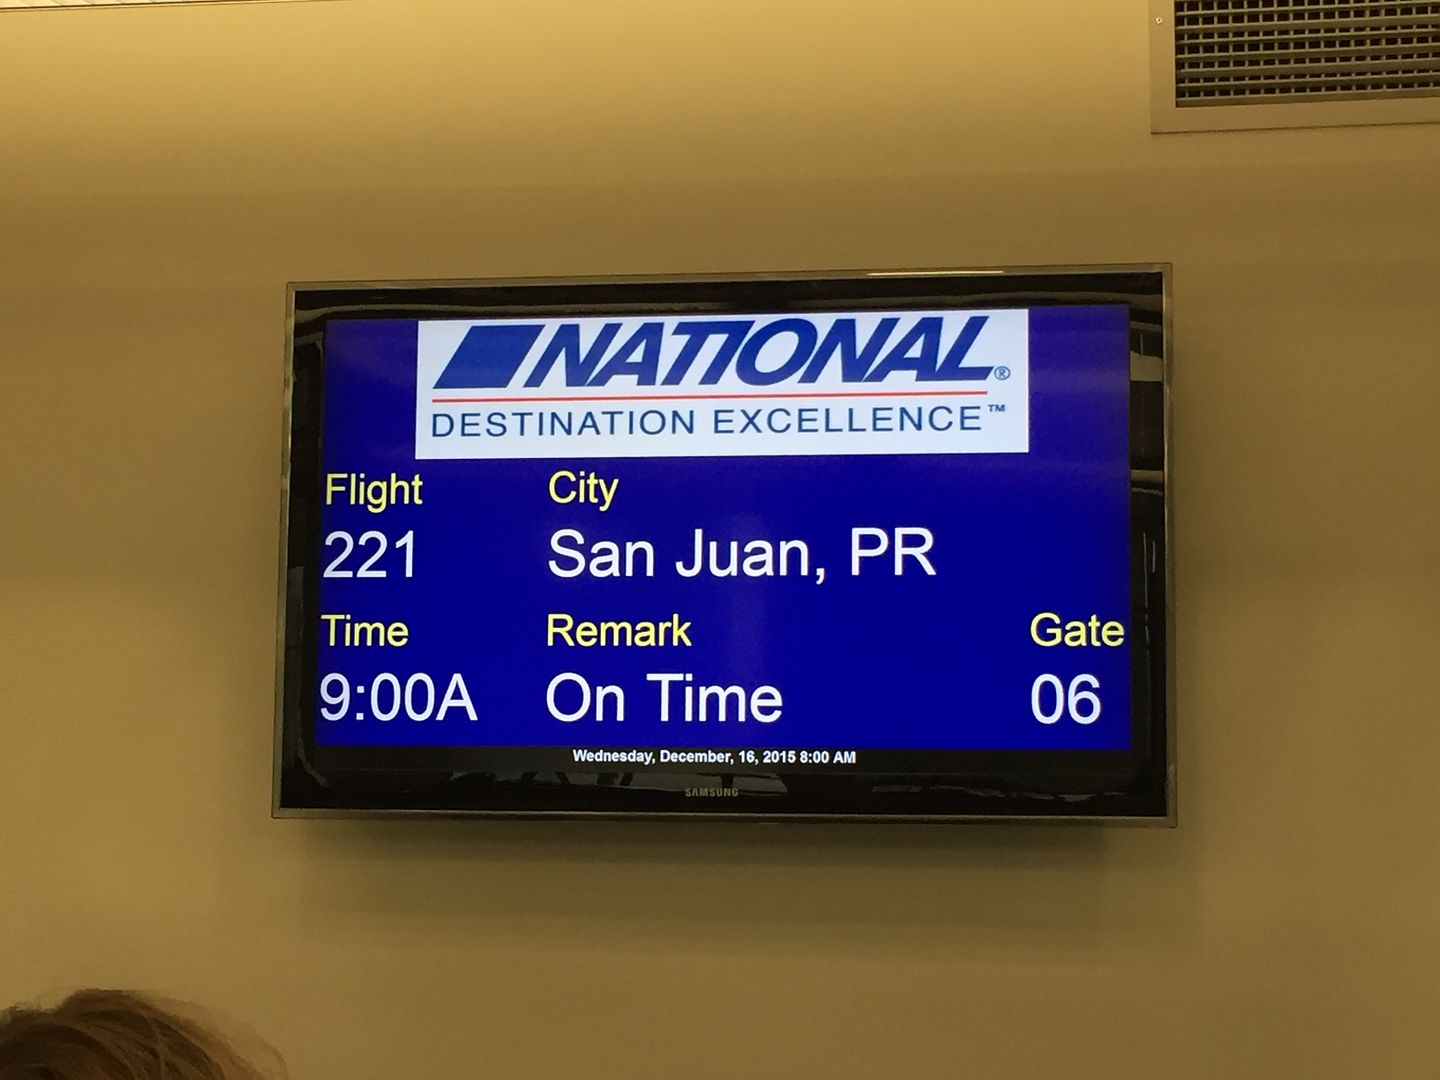 NATIONAL®
DESTINATION EXCELLENCE™
Flight City
221 San Juan, PR
Time Remark Gate
9:00A On Time 06
Wednesday, December, 16, 2015 8:00 AM
SAMSUNG